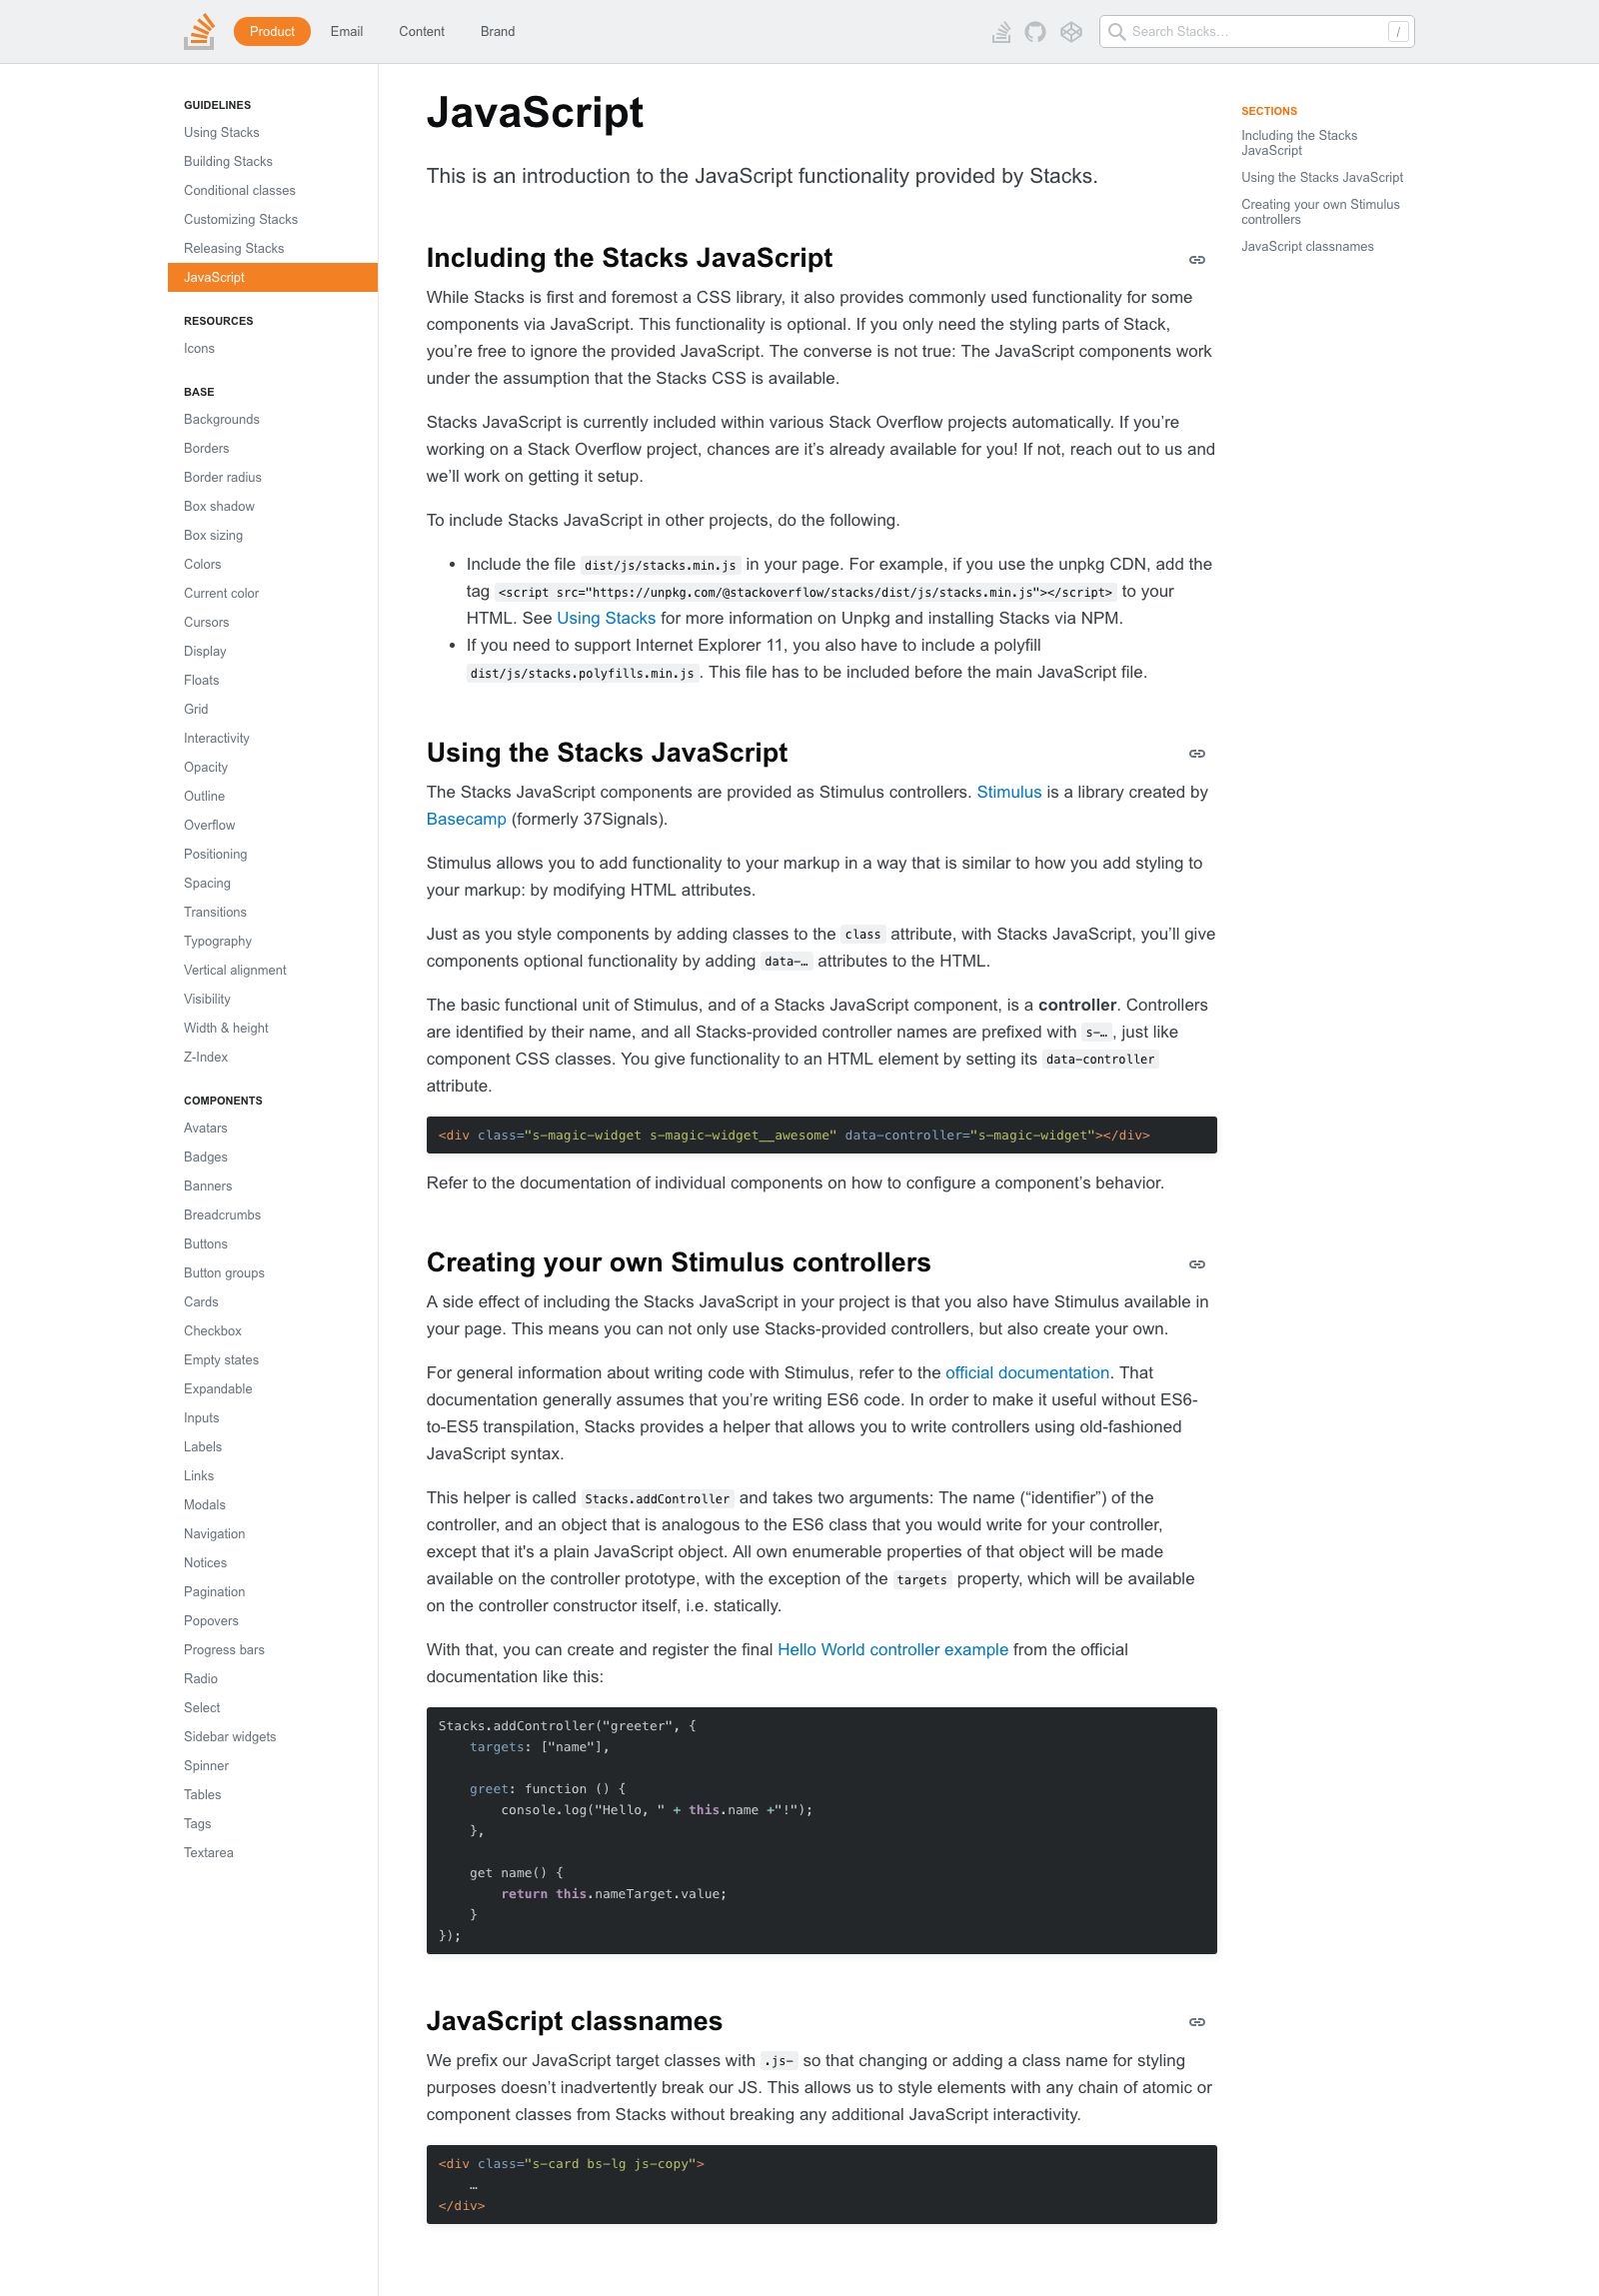 Product
Email
Content
Brand
Search Stacks…
/
GUIDELINES
Using Stacks
Building Stacks
Conditional classes
Customizing Stacks
Releasing Stacks
JavaScript
RESOURCES
Icons
BASE
Backgrounds
Borders
Border radius
Box shadow
Box sizing
Colors
Current color
Cursors
Display
Floats
Grid
Interactivity
Opacity
Outline
Overflow
Positioning
Spacing
Transitions
Typography
Vertical alignment
Visibility
Width & height
Z-Index
COMPONENTS
Avatars
Badges
Banners
Breadcrumbs
Buttons
Button groups
Cards
Checkbox
Empty states
Expandable
Inputs
Labels
Links
Modals
Navigation
Notices
Pagination
Popovers
Progress bars
Radio
Select
Sidebar widgets
Spinner
Tables
Tags
Textarea
JavaScript
This is an introduction to the JavaScript functionality provided by Stacks.
Including the Stacks JavaScript
While Stacks is first and foremost a CSS library, it also provides commonly used functionality for some
components via JavaScript. This functionality is optional. If you only need the styling parts of Stack,
you’re free to ignore the provided JavaScript. The converse is not true: The JavaScript components work
under the assumption that the Stacks CSS is available.
Stacks JavaScript is currently included within various Stack Overflow projects automatically. If you’re
working on a Stack Overflow project, chances are it’s already available for you! If not, reach out to us and
we’ll work on getting it setup.
To include Stacks JavaScript in other projects, do the following.
• Include the file dist/js/stacks.min.js in your page. For example, if you use the unpkg CDN, add the
tag <script src="https://unpkg.com/@stackoverflow/stacks/dist/js/stacks.min.js"></script> to your
HTML. See Using Stacks for more information on Unpkg and installing Stacks via NPM.
• If you need to support Internet Explorer 11, you also have to include a polyfill
dist/js/stacks.polyfills.min.js. This file has to be included before the main JavaScript file.
Using the Stacks JavaScript
The Stacks JavaScript components are provided as Stimulus controllers. Stimulus is a library created by
Basecamp (formerly 37Signals).
Stimulus allows you to add functionality to your markup in a way that is similar to how you add styling to
your markup: by modifying HTML attributes.
Just as you style components by adding classes to the class attribute, with Stacks JavaScript, you’ll give
components optional functionality by adding data-… attributes to the HTML.
The basic functional unit of Stimulus, and of a Stacks JavaScript component, is a controller. Controllers
are identified by their name, and all Stacks-provided controller names are prefixed with s-…, just like
component CSS classes. You give functionality to an HTML element by setting its data-controller
attribute.
<div class="s-magic-widget s-magic-widget__awesome" data-controller="s-magic-widget"></div>
Refer to the documentation of individual components on how to configure a component’s behavior.
Creating your own Stimulus controllers
A side effect of including the Stacks JavaScript in your project is that you also have Stimulus available in
your page. This means you can not only use Stacks-provided controllers, but also create your own.
For general information about writing code with Stimulus, refer to the official documentation. That
documentation generally assumes that you’re writing ES6 code. In order to make it useful without ES6-
to-ES5 transpilation, Stacks provides a helper that allows you to write controllers using old-fashioned
JavaScript syntax.
This helper is called Stacks.addController and takes two arguments: The name (“identifier”) of the
controller, and an object that is analogous to the ES6 class that you would write for your controller,
except that it's a plain JavaScript object. All own enumerable properties of that object will be made
available on the controller prototype, with the exception of the targets property, which will be available
on the controller constructor itself, i.e. statically.
With that, you can create and register the final Hello World controller example from the official
documentation like this:
Stacks.addController("greeter", {
targets: ["name"],
greet: function () {
console.log("Hello, " + this.name +"!");
},
get name() {
return this.nameTarget.value;
}
});
JavaScript classnames
We prefix our JavaScript target classes with .js- so that changing or adding a class name for styling
purposes doesn’t inadvertently break our JS. This allows us to style elements with any chain of atomic or
component classes from Stacks without breaking any additional JavaScript interactivity.
<div class="s-card bs-lg js-copy">
…
</div>
SECTIONS
Including the Stacks
JavaScript
Using the Stacks JavaScript
Creating your own Stimulus
controllers
JavaScript classnames